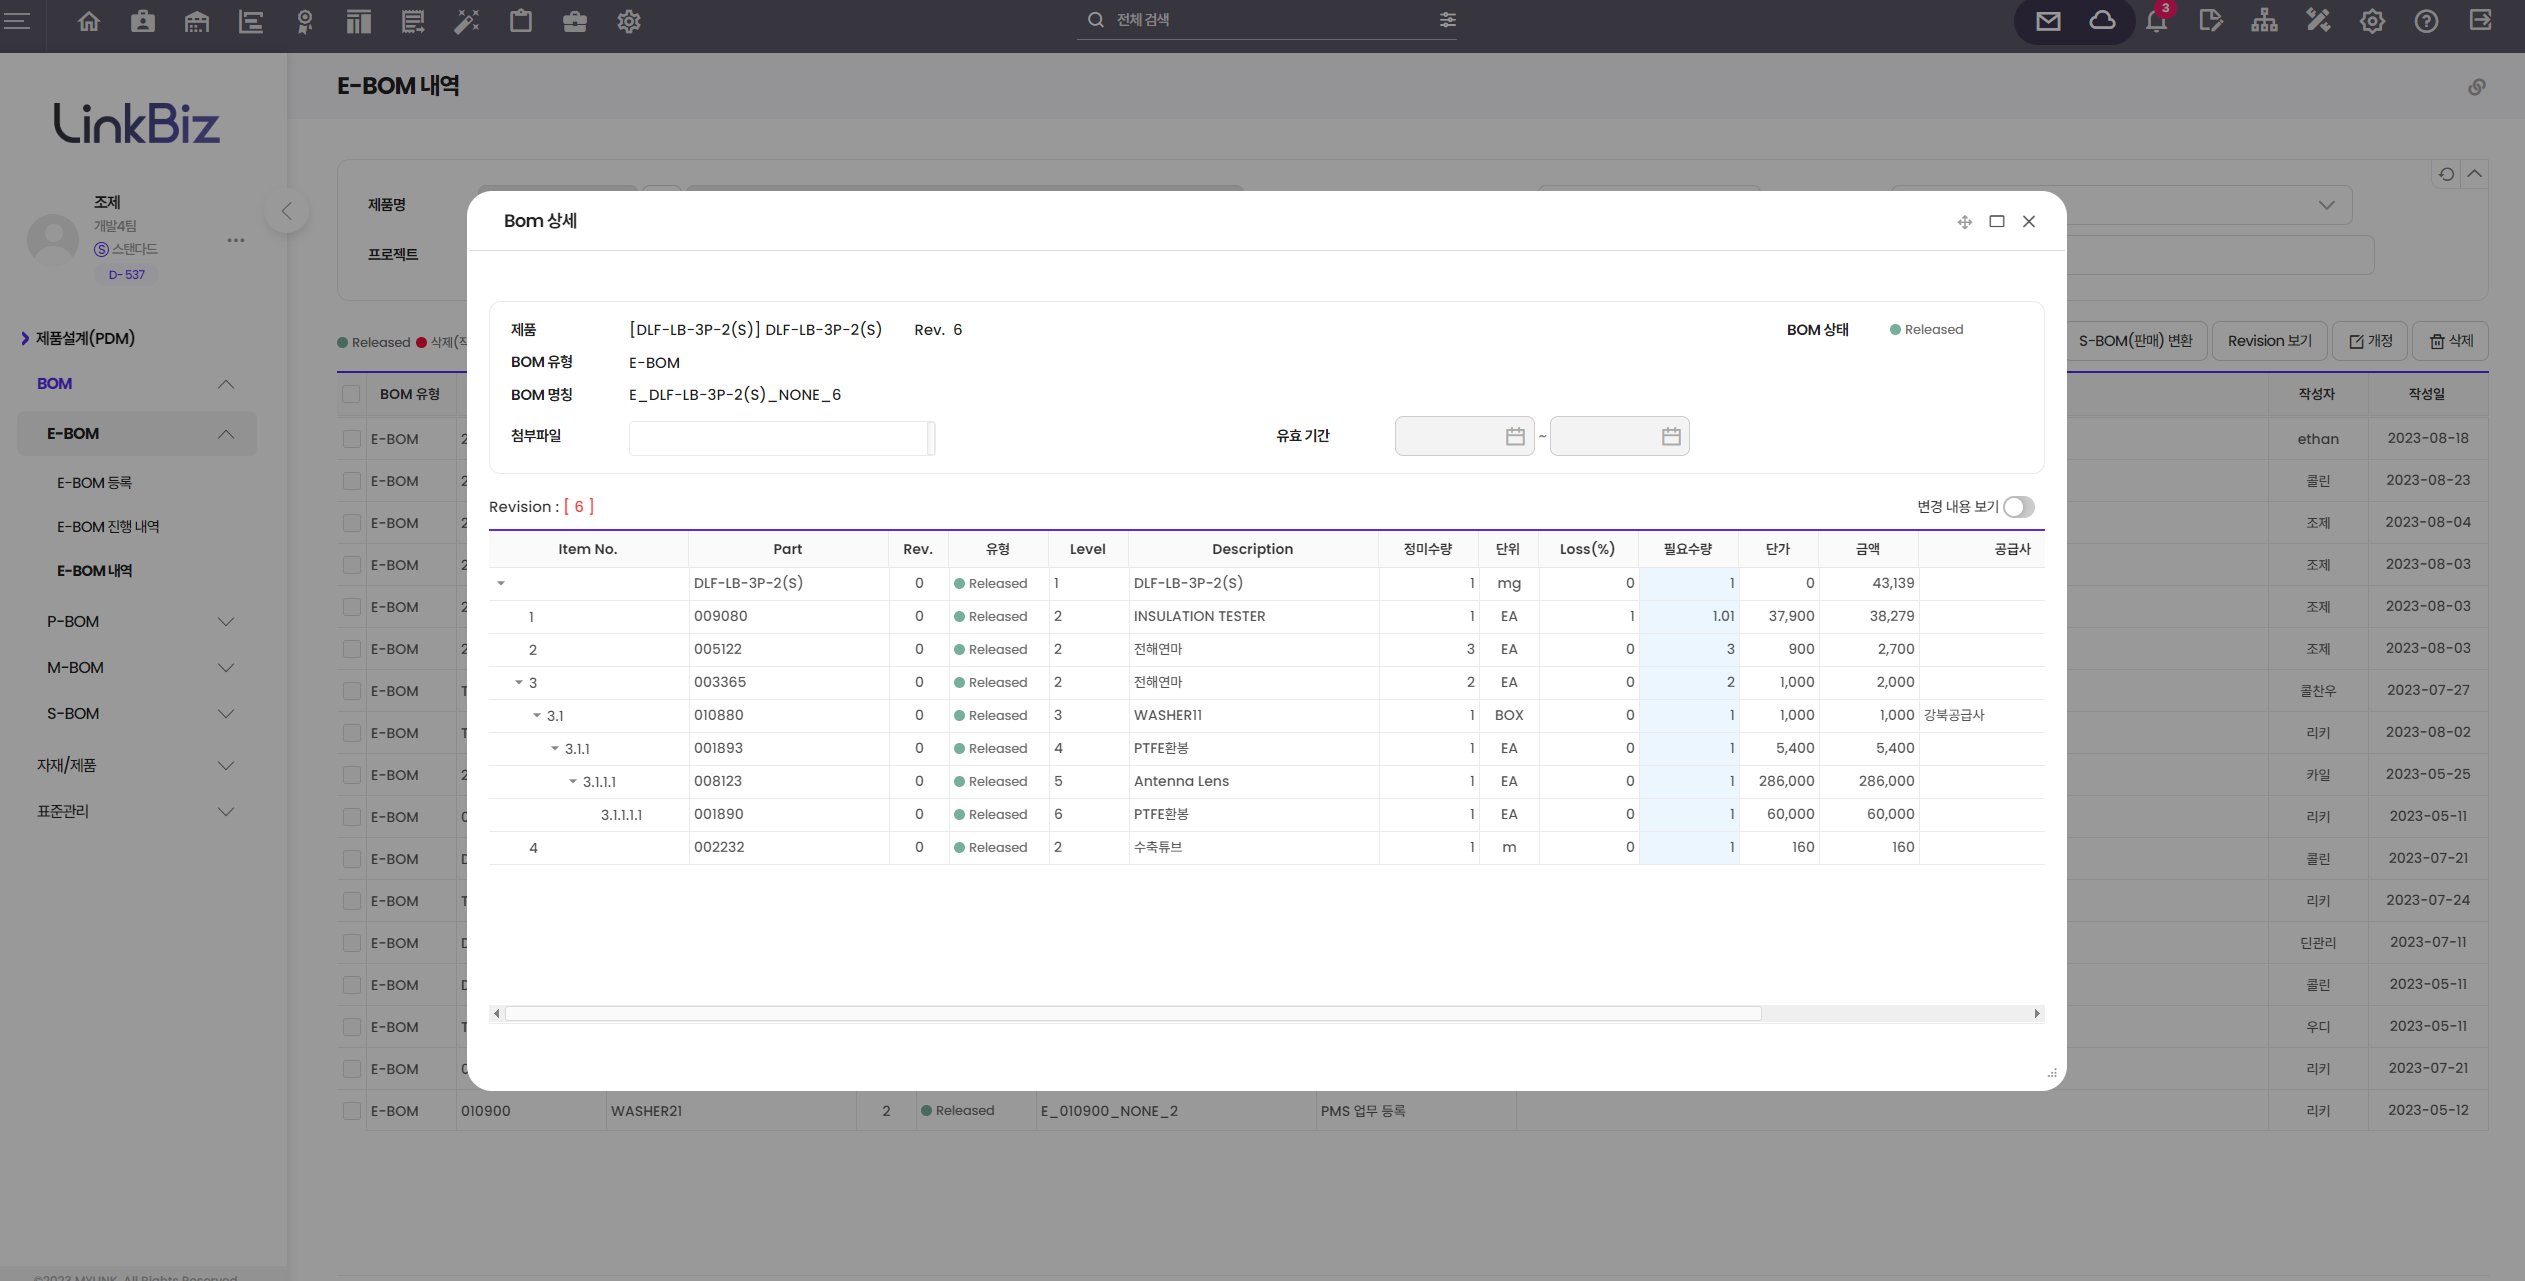 전체 검색
3
LinkBiz
조제
개발4팀
Ⓢ 스탠다드
D-537
제품설계(PDM)
BOM
E-BOM
E-BOM 등록
E-BOM 진행 내역
E-BOM 내역
P-BOM
M-BOM
S-BOM
자재/제품
표준관리
E-BOM 내역
제품명
프로젝트
Released 삭제(
S-BOM(판매) 변환 Revision 보기 개정 삭제
BOM 유형 작성자 작성일
E-BOM 2 ethan 2023-08-18
E-BOM 2 콜린 2023-08-23
E-BOM 2 조제 2023-08-04
E-BOM 2 조제 2023-08-03
E-BOM 2 조제 2023-08-03
E-BOM 2 조제 2023-08-03
E-BOM T 콜찬우 2023-07-27
E-BOM T 리키 2023-08-02
E-BOM 2 카일 2023-05-25
E-BOM 리키 2023-05-11
E-BOM 콜린 2023-07-21
E-BOM T 리키 2023-07-24
E-BOM 딘관리 2023-07-11
E-BOM 콜린 2023-05-11
E-BOM T 우디 2023-05-11
E-BOM 리키 2023-07-21
E-BOM 010900 WASHER21 2 Released E_010900_NONE_2 PMS 업무 등록 리키 2023-05-12
Bom 상세
제품 [DLF-LB-3P-2(S)] DLF-LB-3P-2(S) Rev. 6 BOM 상태 Released
BOM 유형 E-BOM
BOM 명칭 E_DLF-LB-3P-2(S)_NONE_6
첨부파일 유효 기간 ~
Revision : [ 6 ] 변경 내용 보기
Item No. Part Rev. 유형 Level Description 정미수량 단위 Loss(%) 필요수량 단가 금액 공급사
DLF-LB-3P-2(S) 0 Released 1 DLF-LB-3P-2(S) 1 mg 0 1 0 43,139
1 009080 0 Released 2 INSULATION TESTER 1 EA 1 1.01 37,900 38,279
2 005122 0 Released 2 전해연마 3 EA 0 3 900 2,700
3 003365 0 Released 2 전해연마 2 EA 0 2 1,000 2,000
3.1 010880 0 Released 3 WASHER11 1 BOX 0 1 1,000 1,000 강북공급사
3.1.1 001893 0 Released 4 PTFE환봉 1 EA 0 1 5,400 5,400
3.1.1.1 008123 0 Released 5 Antenna Lens 1 EA 0 1 286,000 286,000
3.1.1.1.1 001890 0 Released 6 PTFE환봉 1 EA 0 1 60,000 60,000
4 002232 0 Released 2 수축튜브 1 m 0 1 160 160